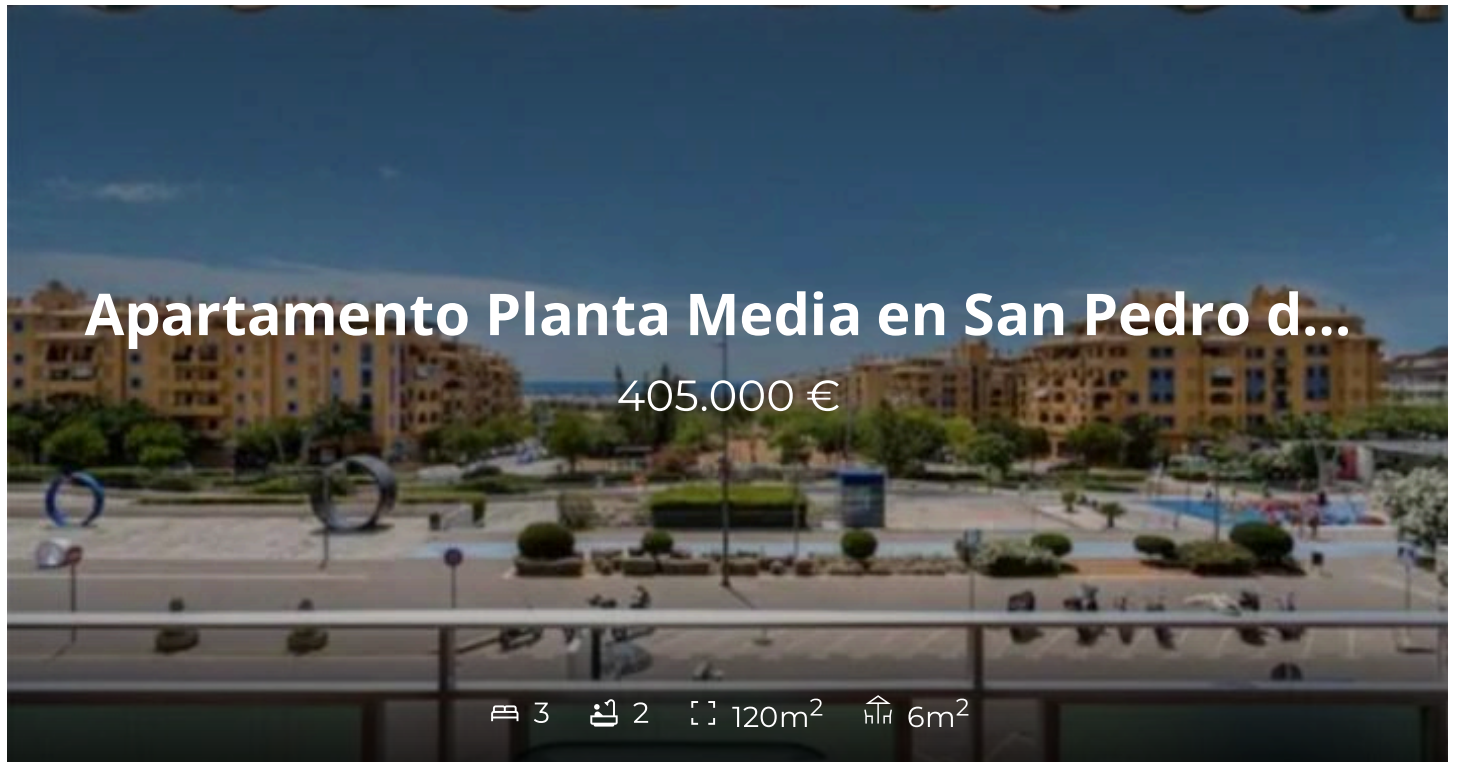 Apartamento Planta Media en San Pedro d...
405.000 €
3 2 120m² 6m²